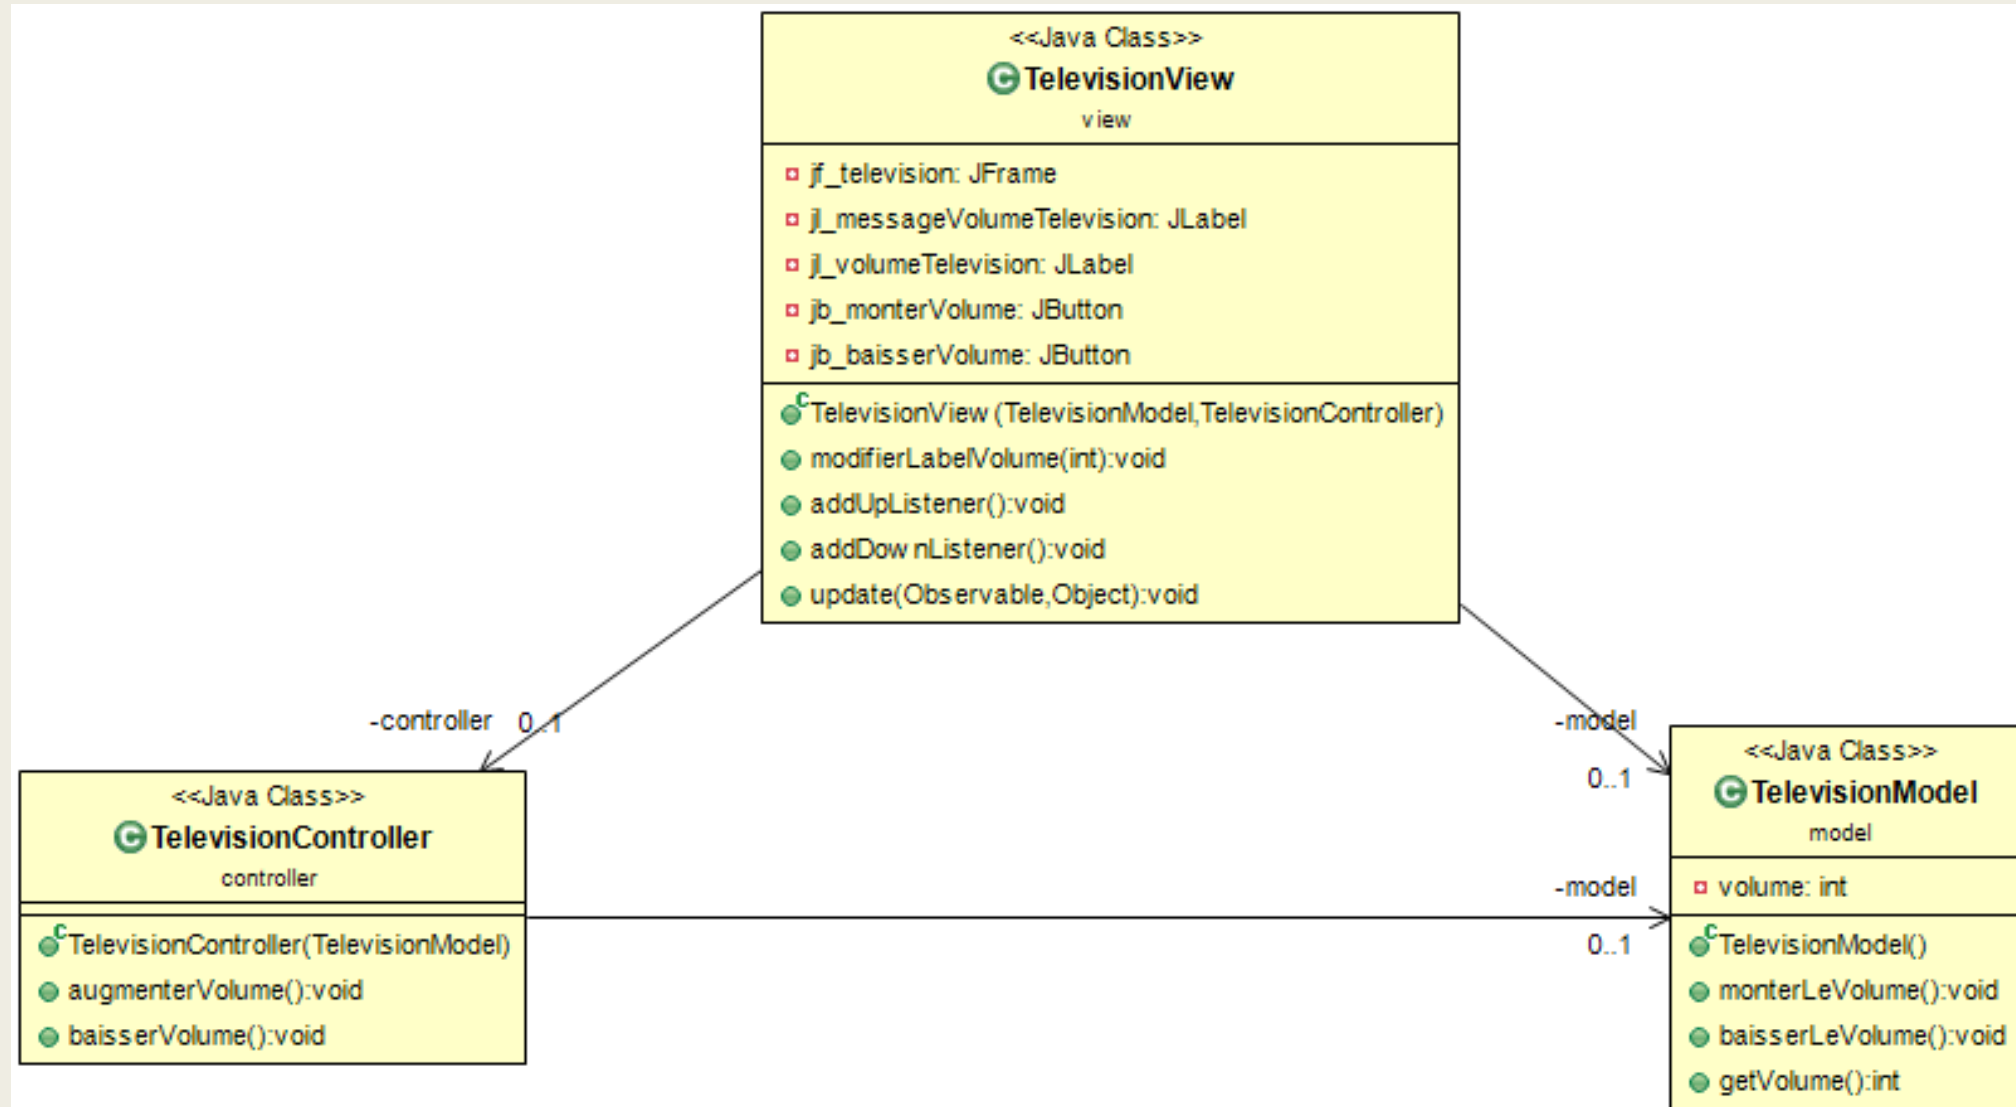 <<Java Class>>
TelevisionView
view
jf_television: JFrame
jl_messageVolumeTelevision: JLabel
jl_volumeTelevision: JLabel
jb_monterVolume: JButton
jb_baisserVolume: JButton
TelevisionView(TelevisionModel,TelevisionController)
modifierLabelVolume(int):void
addUpListener():void
addDownListener():void
update(Observable,Object):void
-controller 0..1
-model
0..1
<<Java Class>>
TelevisionController
controller
TelevisionController(TelevisionModel)
augmenterVolume():void
baisserVolume():void
-model
0..1
<<Java Class>>
TelevisionModel
model
volume: int
TelevisionModel()
monterLeVolume():void
baisserLeVolume():void
getVolume():int